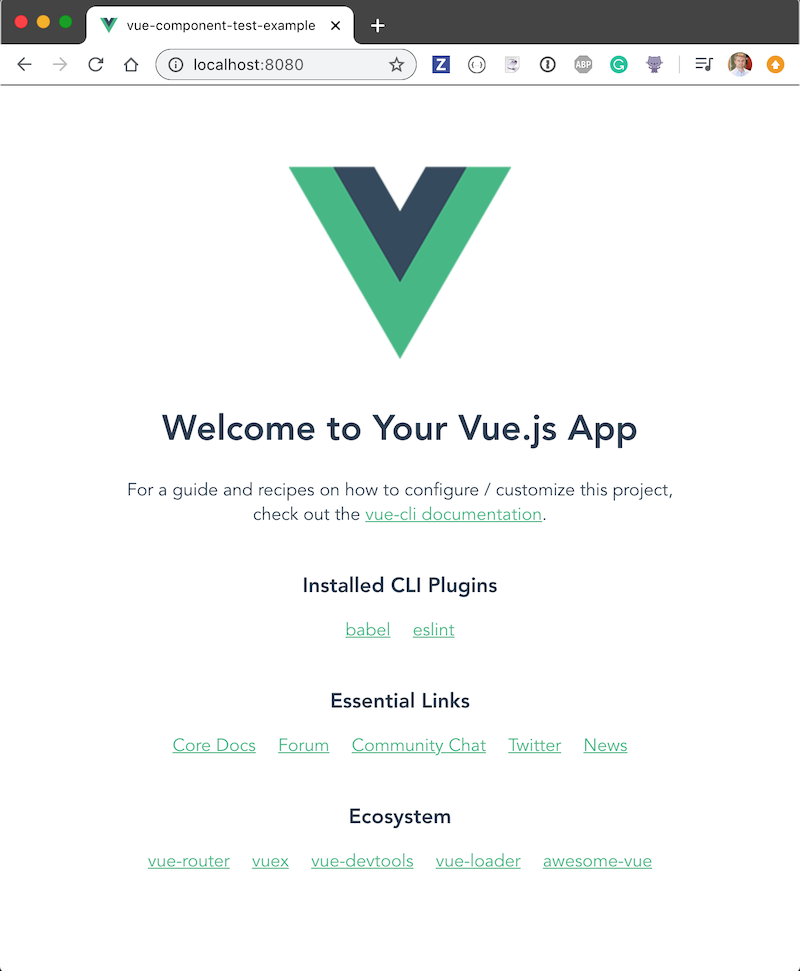 vue-component-test-example
localhost:8080
Z
ABP
Welcome to Your Vue.js App
For a guide and recipes on how to configure / customize this project,
check out the vue-cli documentation.
Installed CLI Plugins
babel eslint
Essential Links
Core Docs Forum Community Chat Twitter News
Ecosystem
vue-router vuex vue-devtools vue-loader awesome-vue